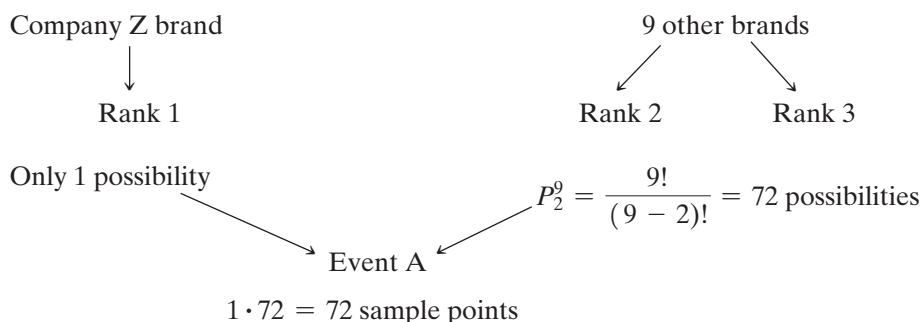 Company Z brand 9 other brands
Rank 1 Rank 2 Rank 3
Only 1 possibility P_2^9 = 9!/(9 − 2)! = 72 possibilities
Event A
1 · 72 = 72 sample points